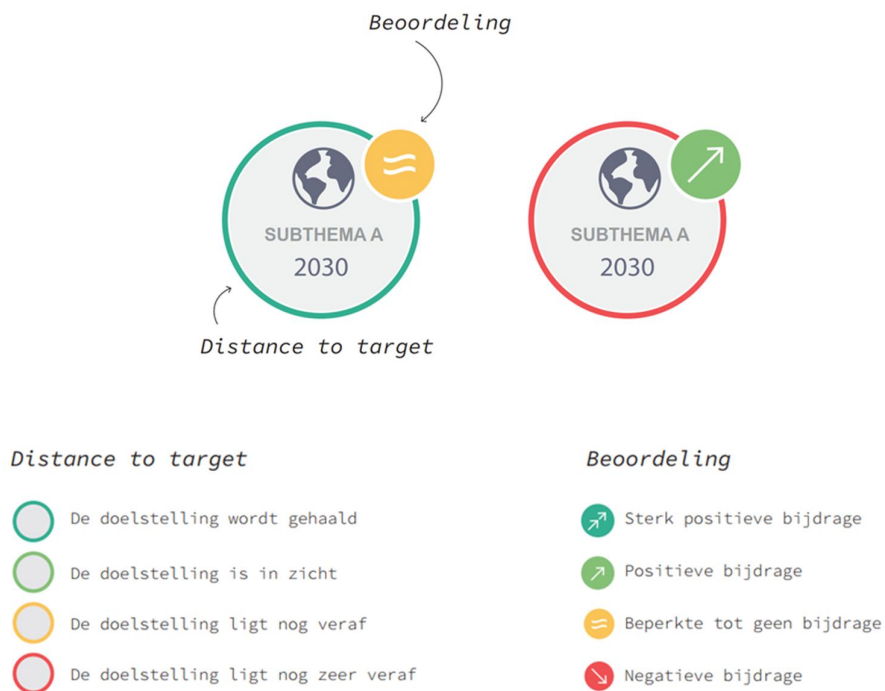 Beoordeling
SUBTHEMA A
2030
SUBTHEMA A
2030
Distance to target
Distance to target
De doelstelling wordt gehaald
De doelstelling is in zicht
De doelstelling ligt nog veraf
De doelstelling ligt nog zeer veraf
Beoordeling
Sterk positieve bijdrage
Positieve bijdrage
Beperkte tot geen bijdrage
Negatieve bijdrage